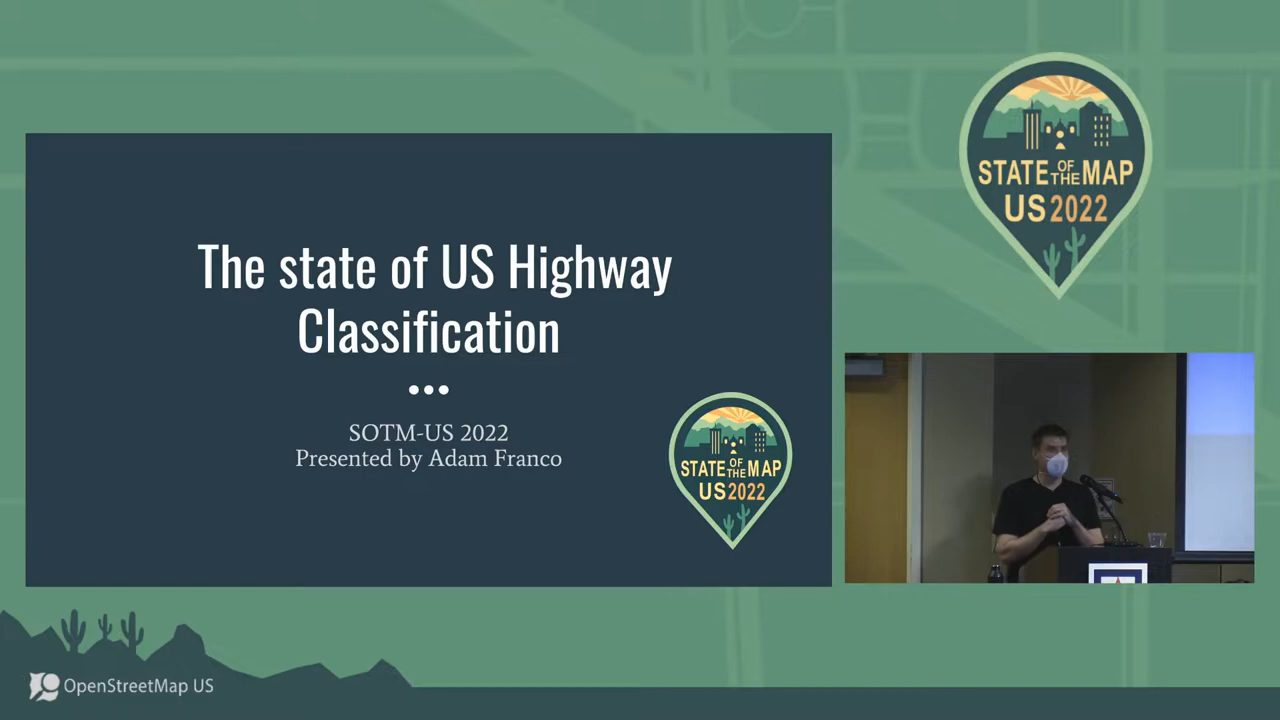 The state of US Highway
Classification
SOTM-US 2022
Presented by Adam Franco
STATE OF THE MAP
US 2022
STATE OF THE MAP
US 2022
OpenStreetMap US